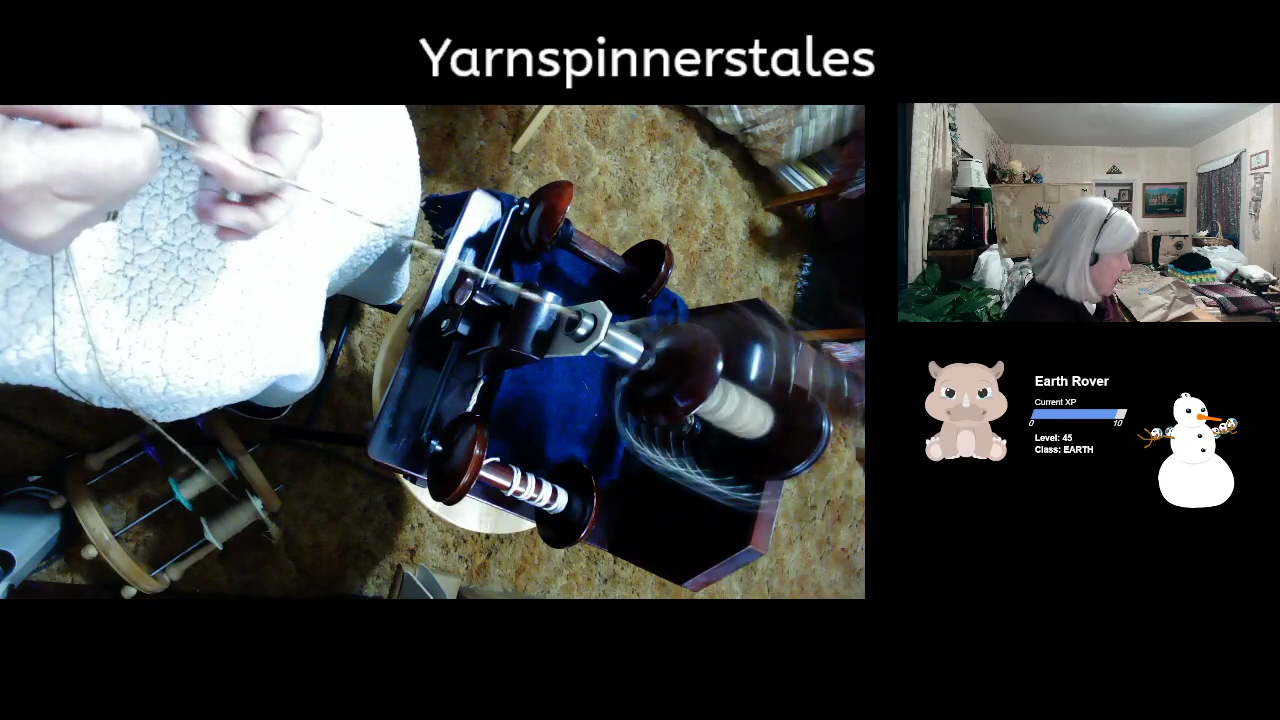 Yarnspinnerstales
Earth Rover
Current XP
0 10
Level: 45
Class: EARTH